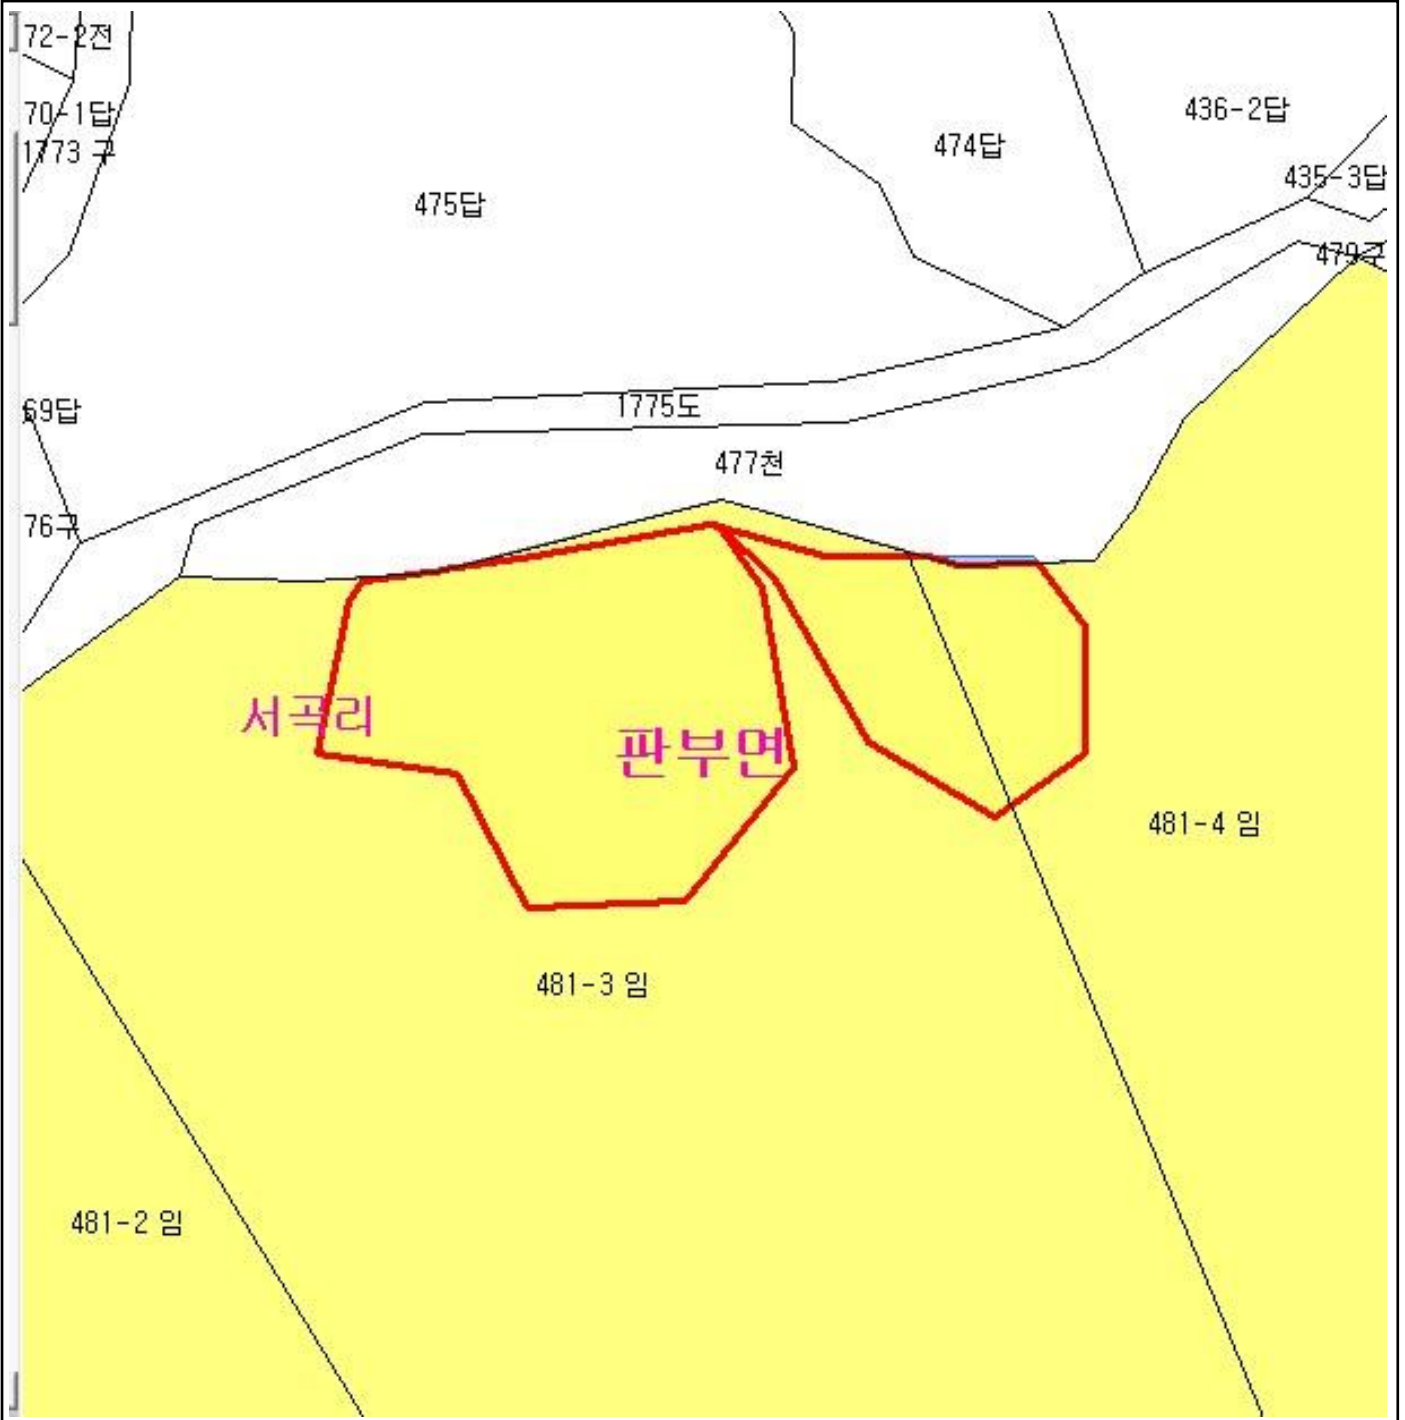 72-2전
70-1답
1773 구
475답
474답
436-2답
435-3답
479구
69답
1775도
477천
76구
서곡리
판부면
481-4 임
481-3 임
481-2 임